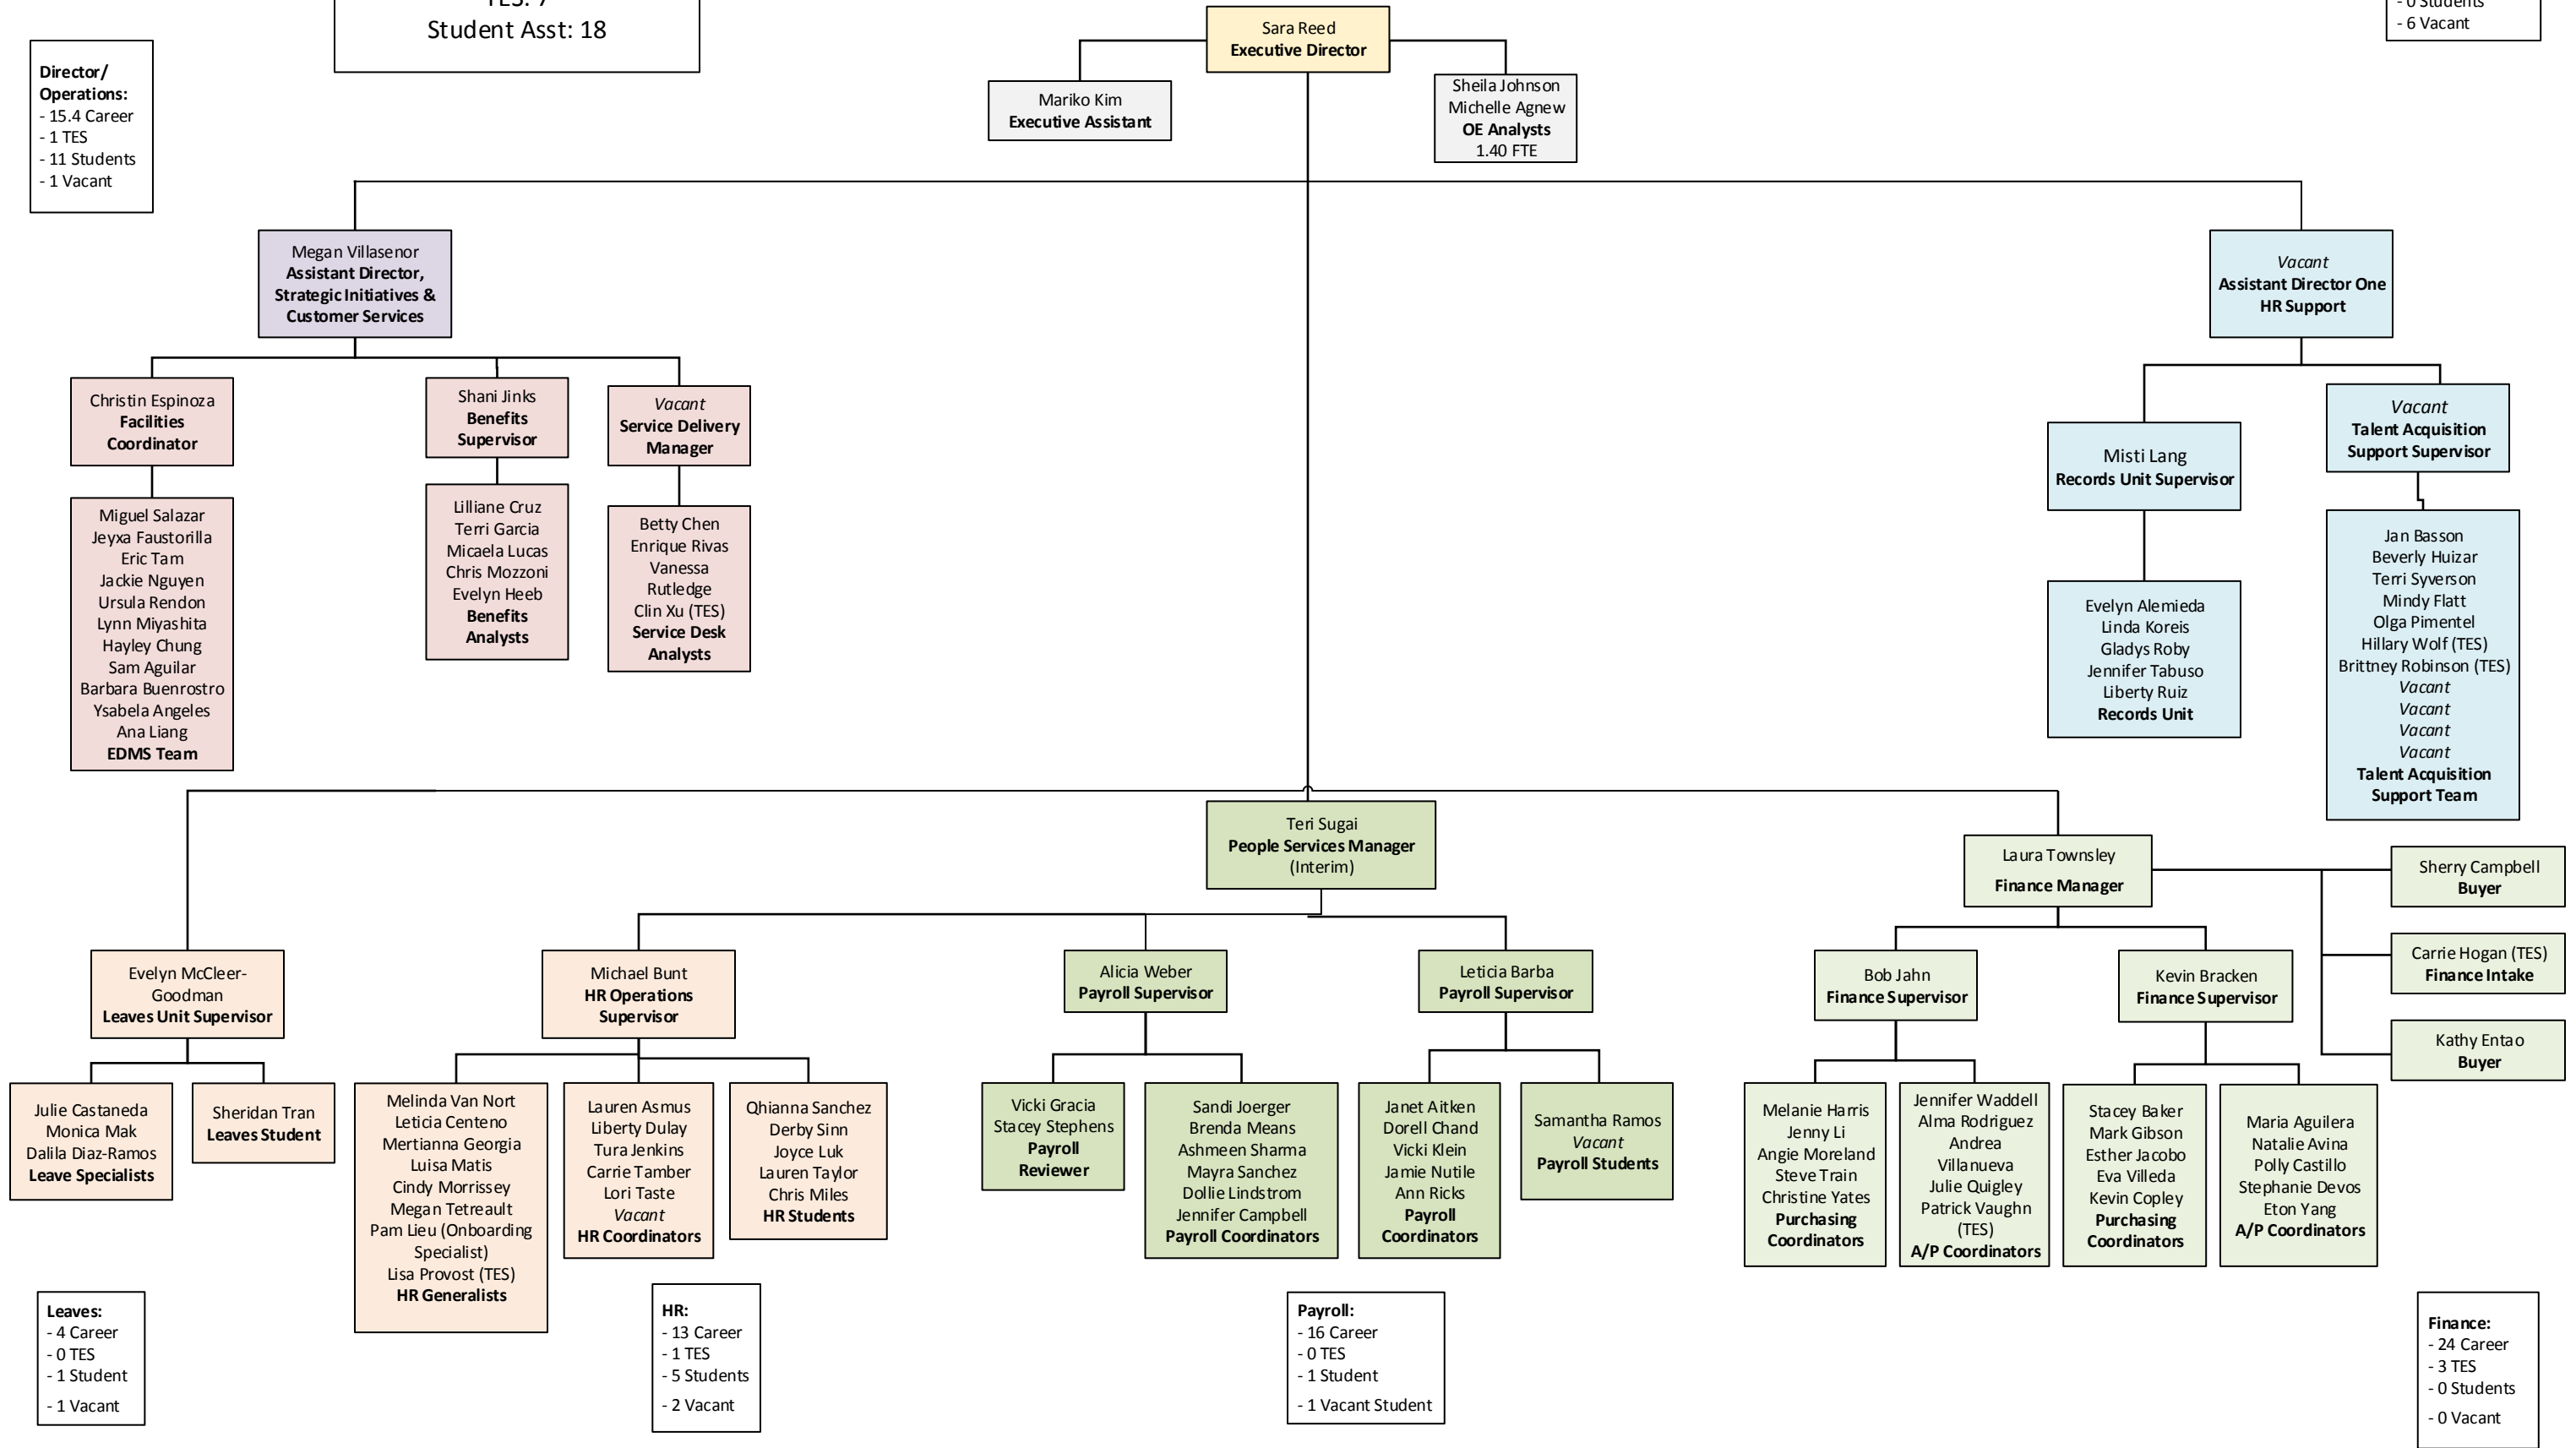 TES: 7
Student Asst: 18
- 0 Students
- 6 Vacant
Sara Reed
Executive Director
Mariko Kim
Executive Assistant
Sheila Johnson
Michelle Agnew
OE Analysts
1.40 FTE
Director/
Operations:
- 15.4 Career
- 1 TES
- 11 Students
- 1 Vacant
Megan Villasenor
Assistant Director,
Strategic Initiatives &
Customer Services
Vacant
Assistant Director One
HR Support
Christin Espinoza
Facilities
Coordinator
Shani Jinks
Benefits
Supervisor
Vacant
Service Delivery
Manager
Misti Lang
Records Unit Supervisor
Vacant
Talent Acquisition
Support Supervisor
Miguel Salazar
Jeyxa Faustorilla
Eric Tam
Jackie Nguyen
Ursula Rendon
Lynn Miyashita
Hayley Chung
Sam Aguilar
Barbara Buenrostro
Ysabela Angeles
Ana Liang
EDMS Team
Lilliane Cruz
Terri Garcia
Micaela Lucas
Chris Mozzoni
Evelyn Heeb
Benefits
Analysts
Betty Chen
Enrique Rivas
Vanessa
Rutledge
Clin Xu (TES)
Service Desk
Analysts
Evelyn Alemieda
Linda Koreis
Gladys Roby
Jennifer Tabuso
Liberty Ruiz
Records Unit
Jan Basson
Beverly Huizar
Terri Syverson
Mindy Flatt
Olga Pimentel
Hillary Wolf (TES)
Brittney Robinson (TES)
Vacant
Vacant
Vacant
Vacant
Talent Acquisition
Support Team
Teri Sugai
People Services Manager
(Interim)
Laura Townsley
Finance Manager
Sherry Campbell
Buyer
Carrie Hogan (TES)
Finance Intake
Kathy Entao
Buyer
Evelyn McCleer-
Goodman
Leaves Unit Supervisor
Michael Bunt
HR Operations
Supervisor
Alicia Weber
Payroll Supervisor
Leticia Barba
Payroll Supervisor
Bob Jahn
Finance Supervisor
Kevin Bracken
Finance Supervisor
Julie Castaneda
Monica Mak
Dalila Diaz-Ramos
Leave Specialists
Sheridan Tran
Leaves Student
Melinda Van Nort
Leticia Centeno
Mertianna Georgia
Luisa Matis
Cindy Morrissey
Megan Tetreault
Pam Lieu (Onboarding
Specialist)
Lisa Provost (TES)
HR Generalists
Lauren Asmus
Liberty Dulay
Tura Jenkins
Carrie Tamber
Lori Taste
Vacant
HR Coordinators
Qhianna Sanchez
Derby Sinn
Joyce Luk
Lauren Taylor
Chris Miles
HR Students
Vicki Gracia
Stacey Stephens
Payroll
Reviewer
Sandi Joerger
Brenda Means
Ashmeen Sharma
Mayra Sanchez
Dollie Lindstrom
Jennifer Campbell
Payroll Coordinators
Janet Aitken
Dorell Chand
Vicki Klein
Jamie Nutile
Ann Ricks
Payroll
Coordinators
Samantha Ramos
Vacant
Payroll Students
Melanie Harris
Jenny Li
Angie Moreland
Steve Train
Christine Yates
Purchasing
Coordinators
Jennifer Waddell
Alma Rodriguez
Andrea
Villanueva
Julie Quigley
Patrick Vaughn
(TES)
A/P Coordinators
Stacey Baker
Mark Gibson
Esther Jacobo
Eva Villeda
Kevin Copley
Purchasing
Coordinators
Maria Aguilera
Natalie Avina
Polly Castillo
Stephanie Devos
Eton Yang
A/P Coordinators
Leaves:
- 4 Career
- 0 TES
- 1 Student
- 1 Vacant
HR:
- 13 Career
- 1 TES
- 5 Students
- 2 Vacant
Payroll:
- 16 Career
- 0 TES
- 1 Student
- 1 Vacant Student
Finance:
- 24 Career
- 3 TES
- 0 Students
- 0 Vacant